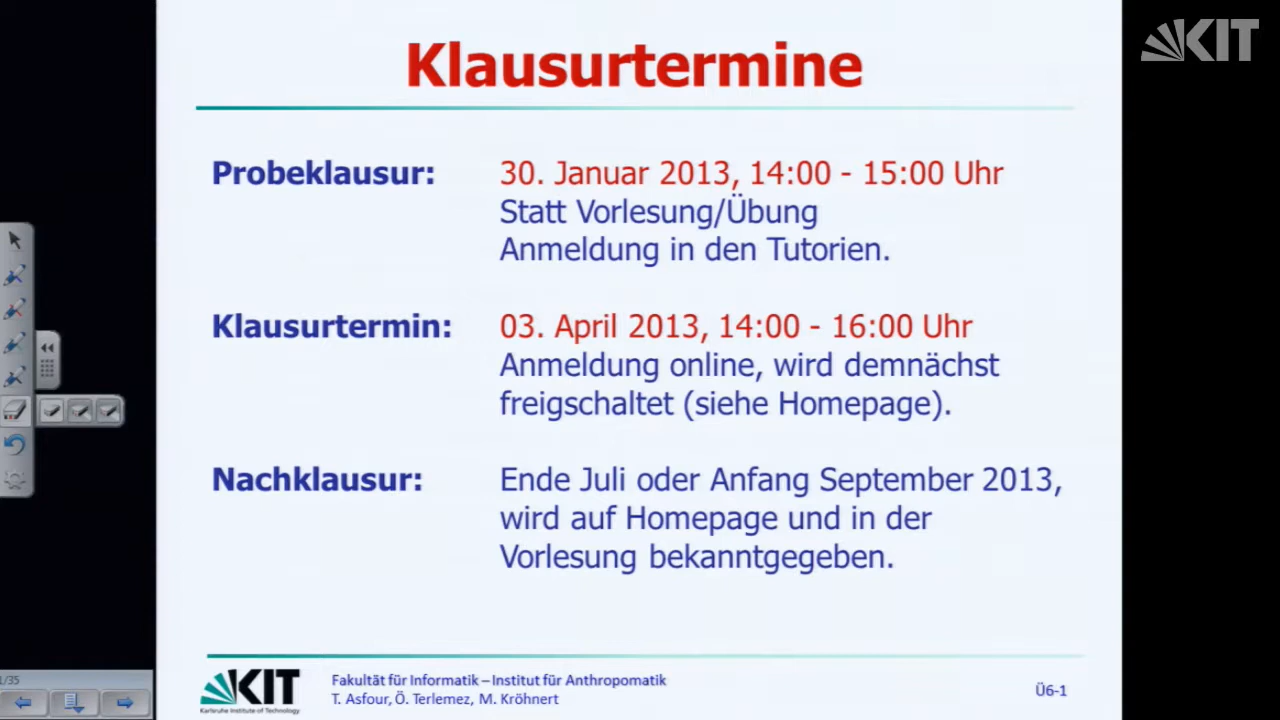 KIT
Klausurtermine
Probeklausur: 30. Januar 2013, 14:00 - 15:00 Uhr
Statt Vorlesung/Übung
Anmeldung in den Tutorien.
Klausurtermin: 03. April 2013, 14:00 - 16:00 Uhr
Anmeldung online, wird demnächst
freigschaltet (siehe Homepage).
Nachklausur: Ende Juli oder Anfang September 2013,
wird auf Homepage und in der
Vorlesung bekanntgegeben.
/35
KIT
Karlsruhe Institute of Technology
Fakultät für Informatik – Institut für Anthropomatik
T. Asfour, Ö. Terlemez, M. Kröhnert
Ü6-1